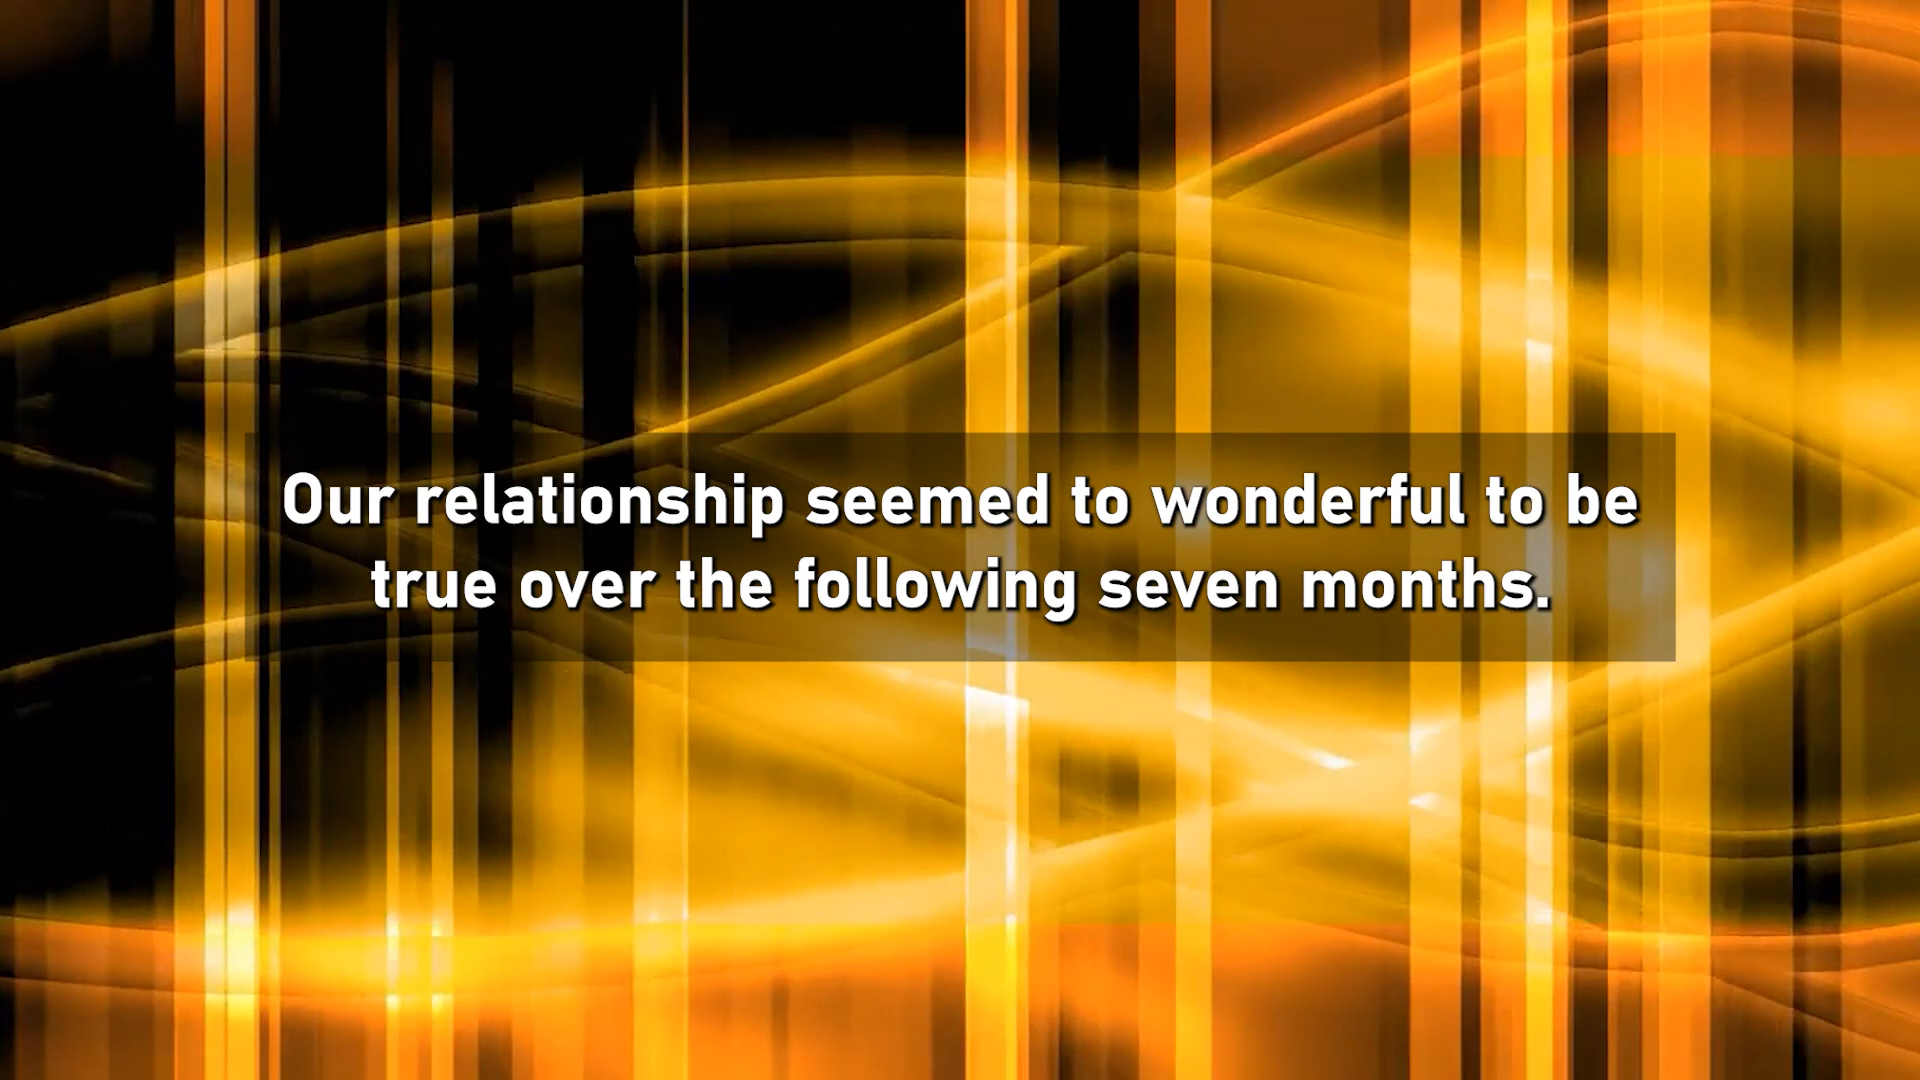 Our relationship seemed to wonderful to be
true over the following seven months.